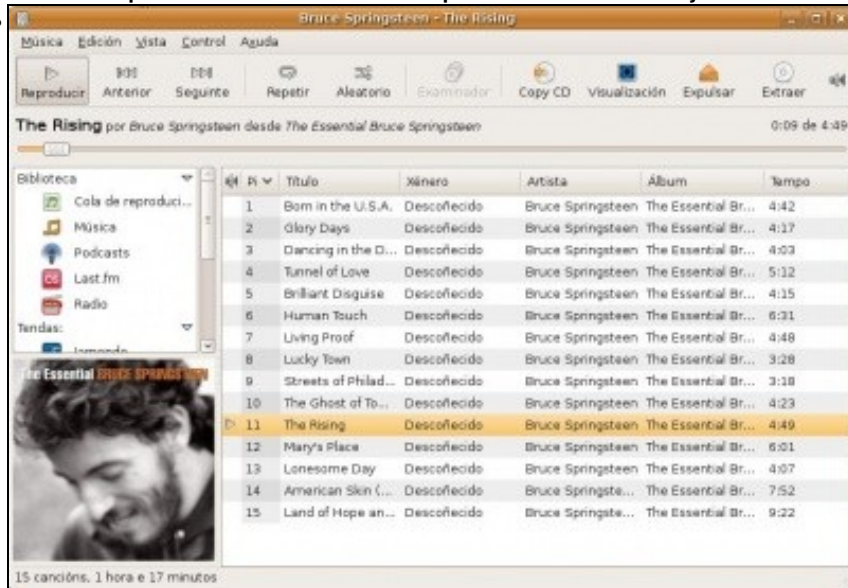 Bruce Springsteen - The Rising
Música Edición Vista Control Axuda
Reproducir Anterior Seguinte Repetir Aleatorio Examinador Copy CD Visualización Expulsar Extraer
The Rising por Bruce Springsteen desde The Essential Bruce Springsteen 0:09 de 4:49
Biblioteca
Cola de reproduci...
Música
Podcasts
Last.fm
Radio
Tendas:
Jamendo
The Essential BRUCE SPRINGSTEEN
Pi Título Xénero Artista Álbum Tempo
1 Born in the U.S.A. Descoñecido Bruce Springsteen The Essential Br... 4:42
2 Glory Days Descoñecido Bruce Springsteen The Essential Br... 4:17
3 Dancing in the D... Descoñecido Bruce Springsteen The Essential Br... 4:03
4 Tunnel of Love Descoñecido Bruce Springsteen The Essential Br... 5:12
5 Brilliant Disguise Descoñecido Bruce Springsteen The Essential Br... 4:15
6 Human Touch Descoñecido Bruce Springsteen The Essential Br... 6:31
7 Living Proof Descoñecido Bruce Springsteen The Essential Br... 4:48
8 Lucky Town Descoñecido Bruce Springsteen The Essential Br... 3:28
9 Streets of Philad... Descoñecido Bruce Springsteen The Essential Br... 3:18
10 The Ghost of To... Descoñecido Bruce Springsteen The Essential Br... 4:23
11 The Rising Descoñecido Bruce Springsteen The Essential Br... 4:49
12 Mary's Place Descoñecido Bruce Springsteen The Essential Br... 6:01
13 Lonesome Day Descoñecido Bruce Springsteen The Essential Br... 4:07
14 American Skin (... Descoñecido Bruce Springste... The Essential Br... 7:52
15 Land of Hope an... Descoñecido Bruce Springste... The Essential Br... 9:22
15 cancións, 1 hora e 17 minutos